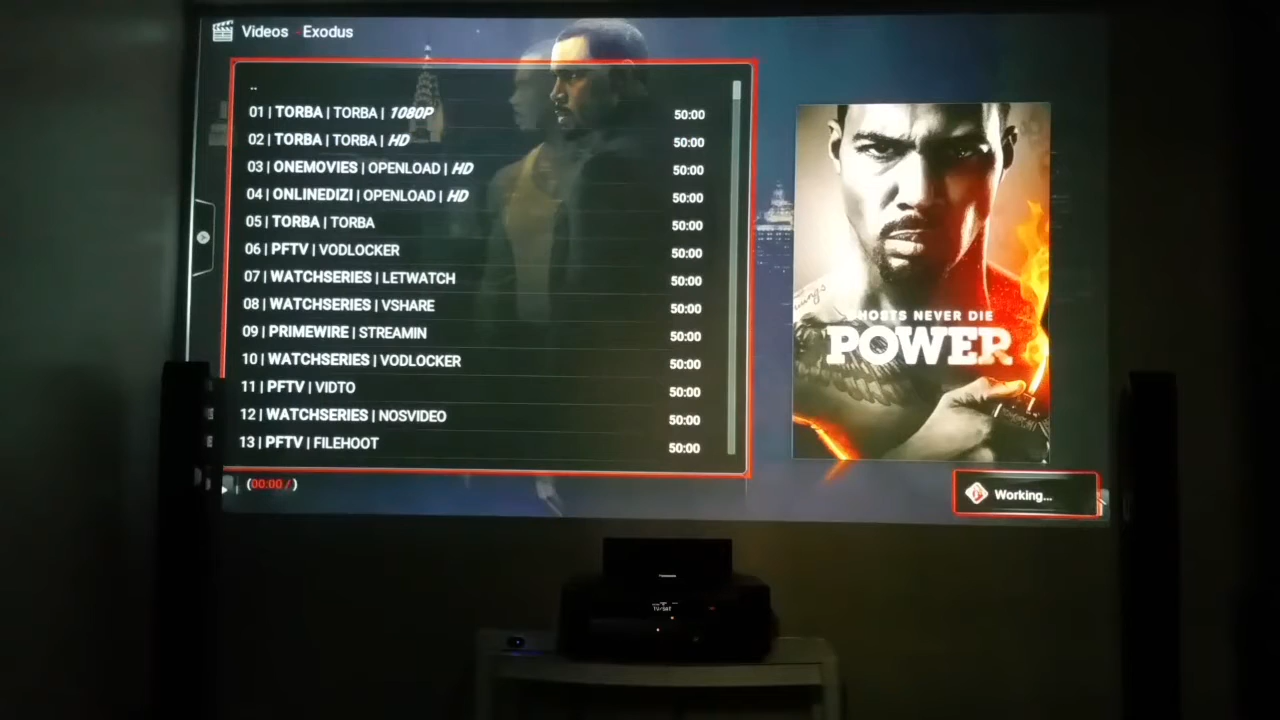 Videos - Exodus
..
01 | TORBA | TORBA | 1080P 50:00
02 | TORBA | TORBA | HD 50:00
03 | ONEMOVIES | OPENLOAD | HD 50:00
04 | ONLINEDIZI | OPENLOAD | HD 50:00
05 | TORBA | TORBA 50:00
06 | PFTV | VODLOCKER 50:00
07 | WATCHSERIES | LETWATCH 50:00
08 | WATCHSERIES | VSHARE 50:00
09 | PRIMEWIRE | STREAMIN 50:00
10 | WATCHSERIES | VODLOCKER 50:00
11 | PFTV | VIDTO 50:00
12 | WATCHSERIES | NOSVIDEO 50:00
13 | PFTV | FILEHOOT 50:00
(00:00 / )
GHOSTS NEVER DIE
POWER
Working...
Panasonic
TV/SAT